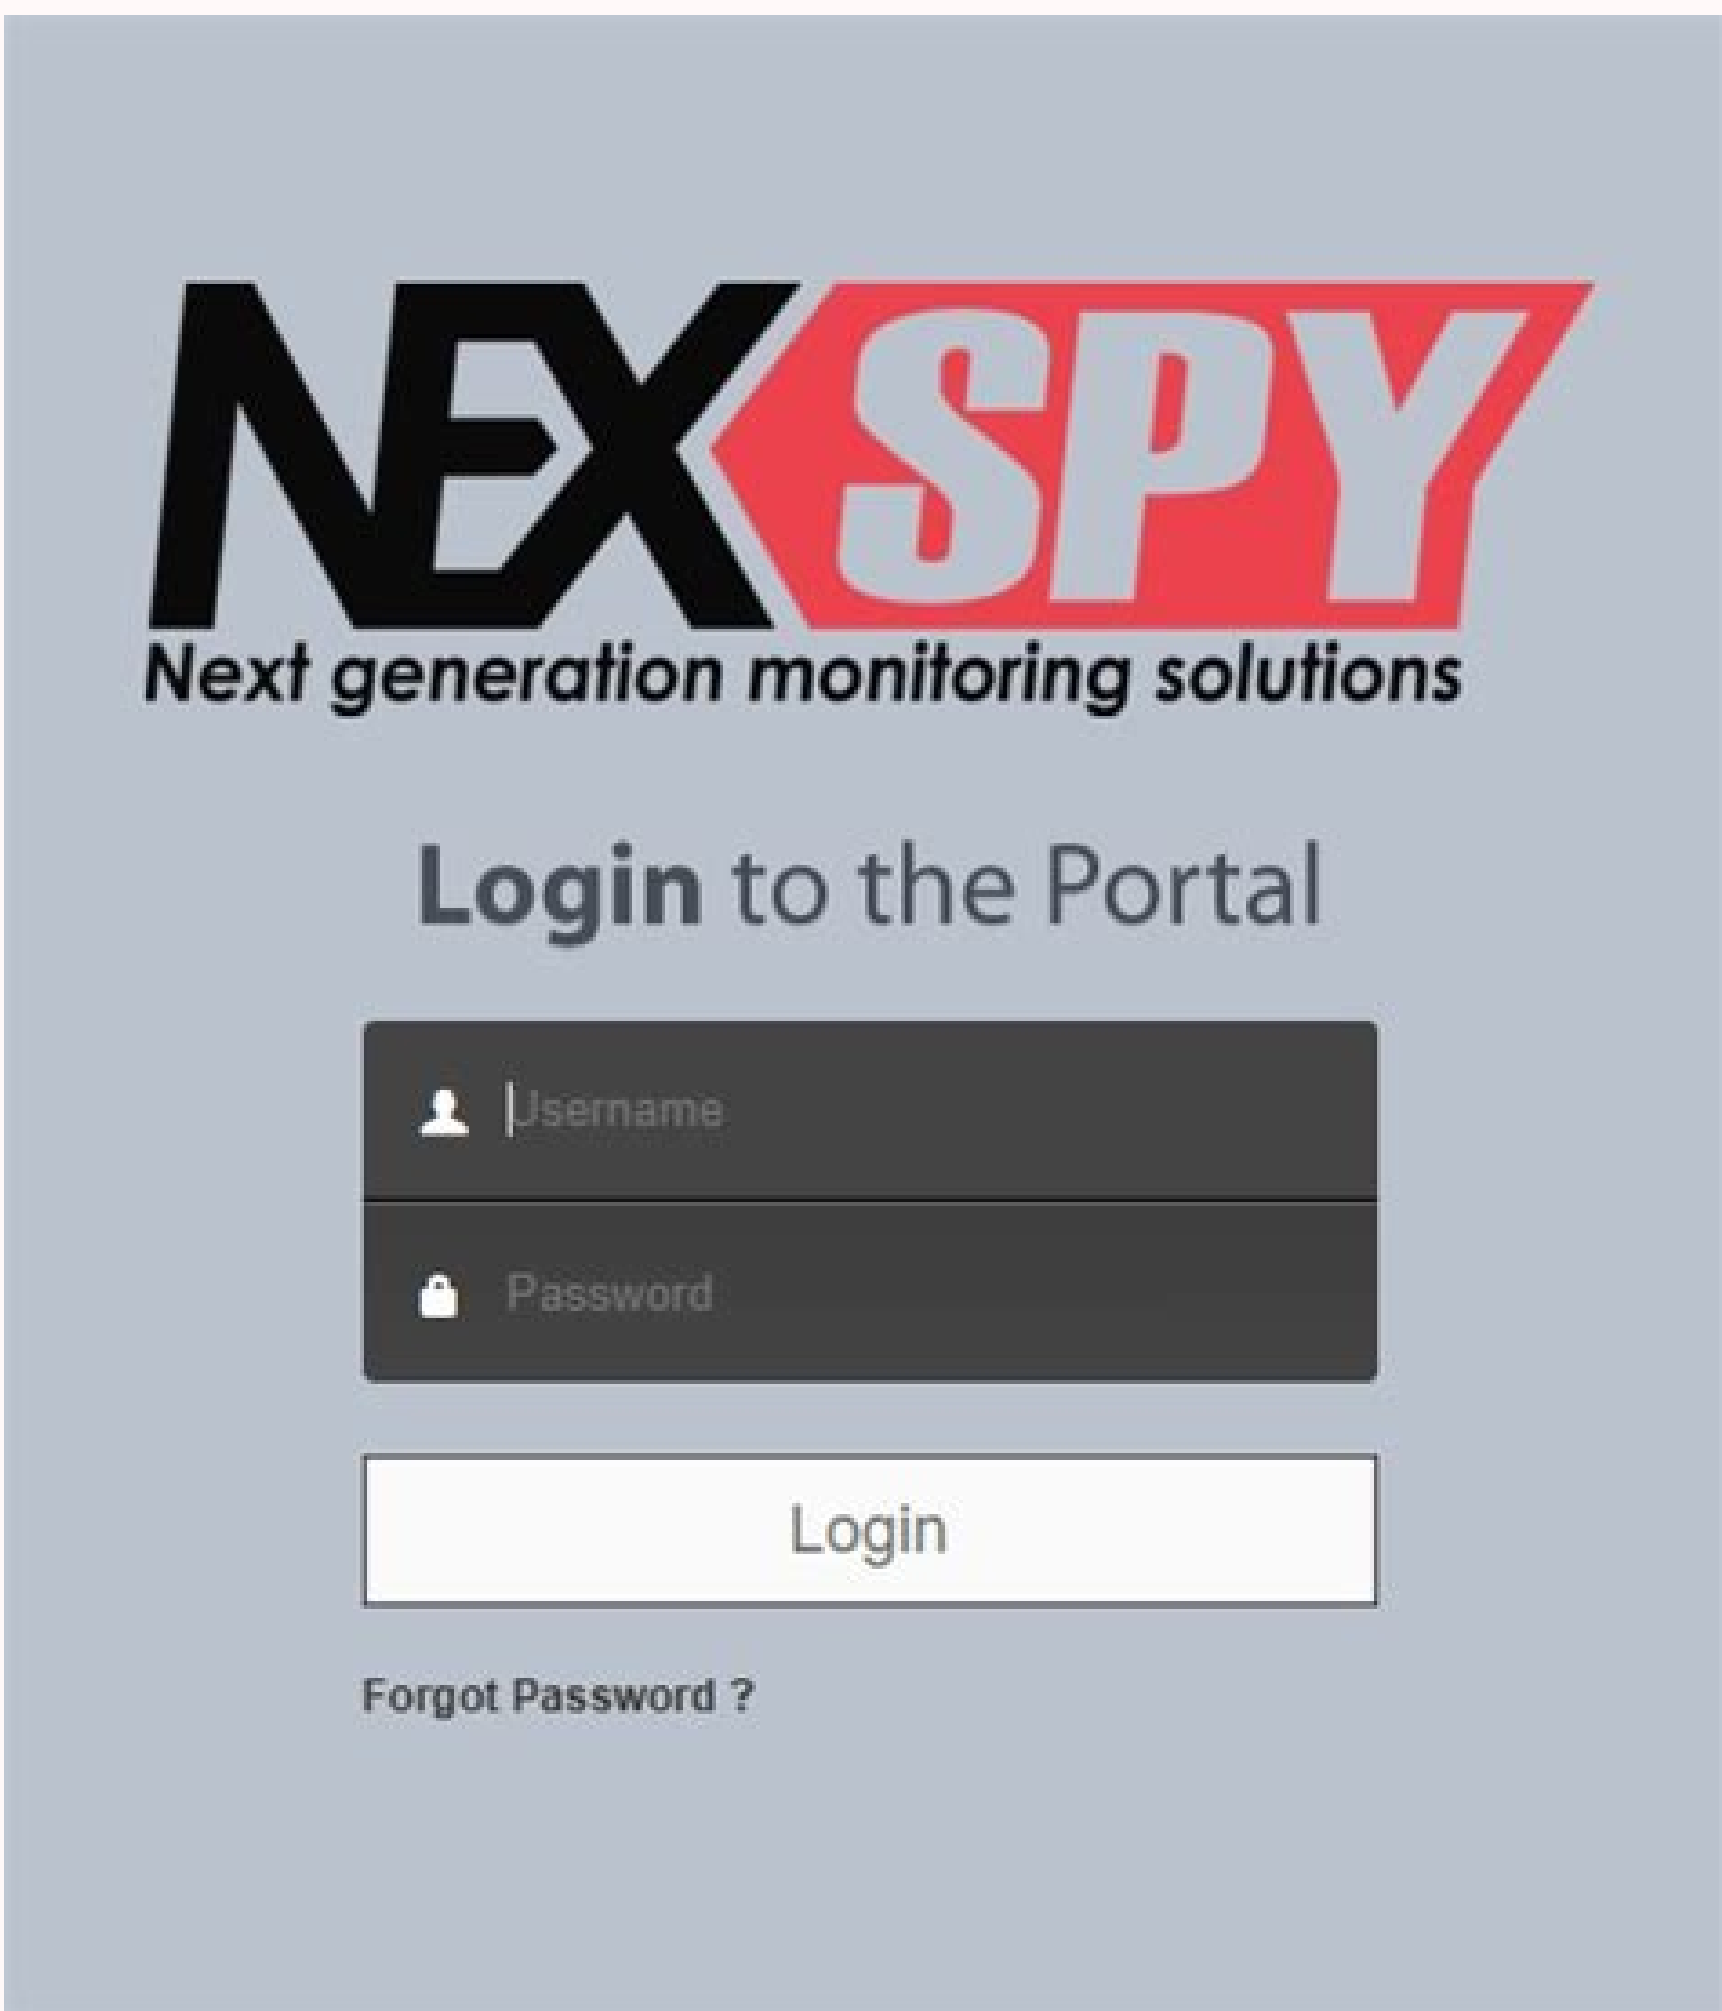 NEXSPY
Next generation monitoring solutions
Login to the Portal
Username
Password
Login
Forgot Password ?